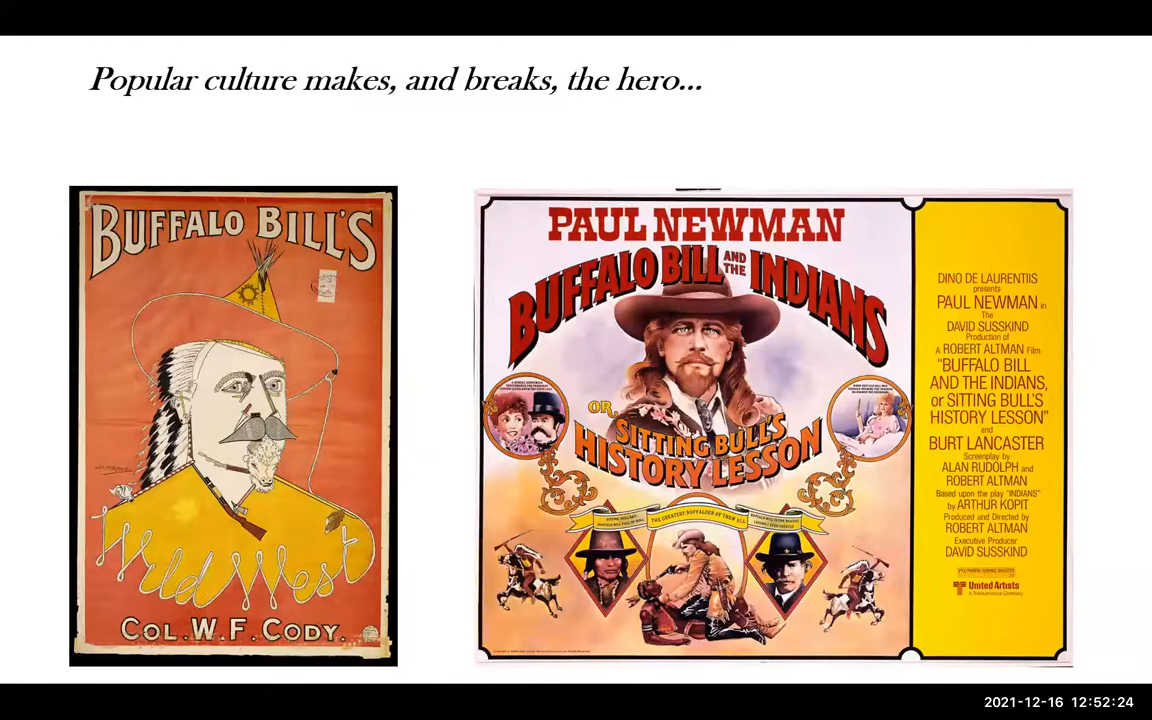 Popular culture makes, and breaks, the hero...
BUFFALO BILL'S
Wild West
COL. W. F. CODY.
PAUL NEWMAN
BUFFALO BILL AND THE INDIANS
OR,
SITTING BULL'S
HISTORY LESSON
THE GREATEST BUFFALOER OF THEM ALL
DINO DE LAURENTIIS
presents
PAUL NEWMAN in
The
DAVID SUSSKIND
Production of
A ROBERT ALTMAN Film
"BUFFALO BILL
AND THE INDIANS,
or SITTING BULL'S
HISTORY LESSON"
and
BURT LANCASTER
Screenplay by
ALAN RUDOLPH and
ROBERT ALTMAN
Based upon the play "INDIANS"
by ARTHUR KOPIT
Produced and Directed by
ROBERT ALTMAN
Executive Producer
DAVID SUSSKIND
United Artists
A Transamerica Company
2021-12-16 12:52:24